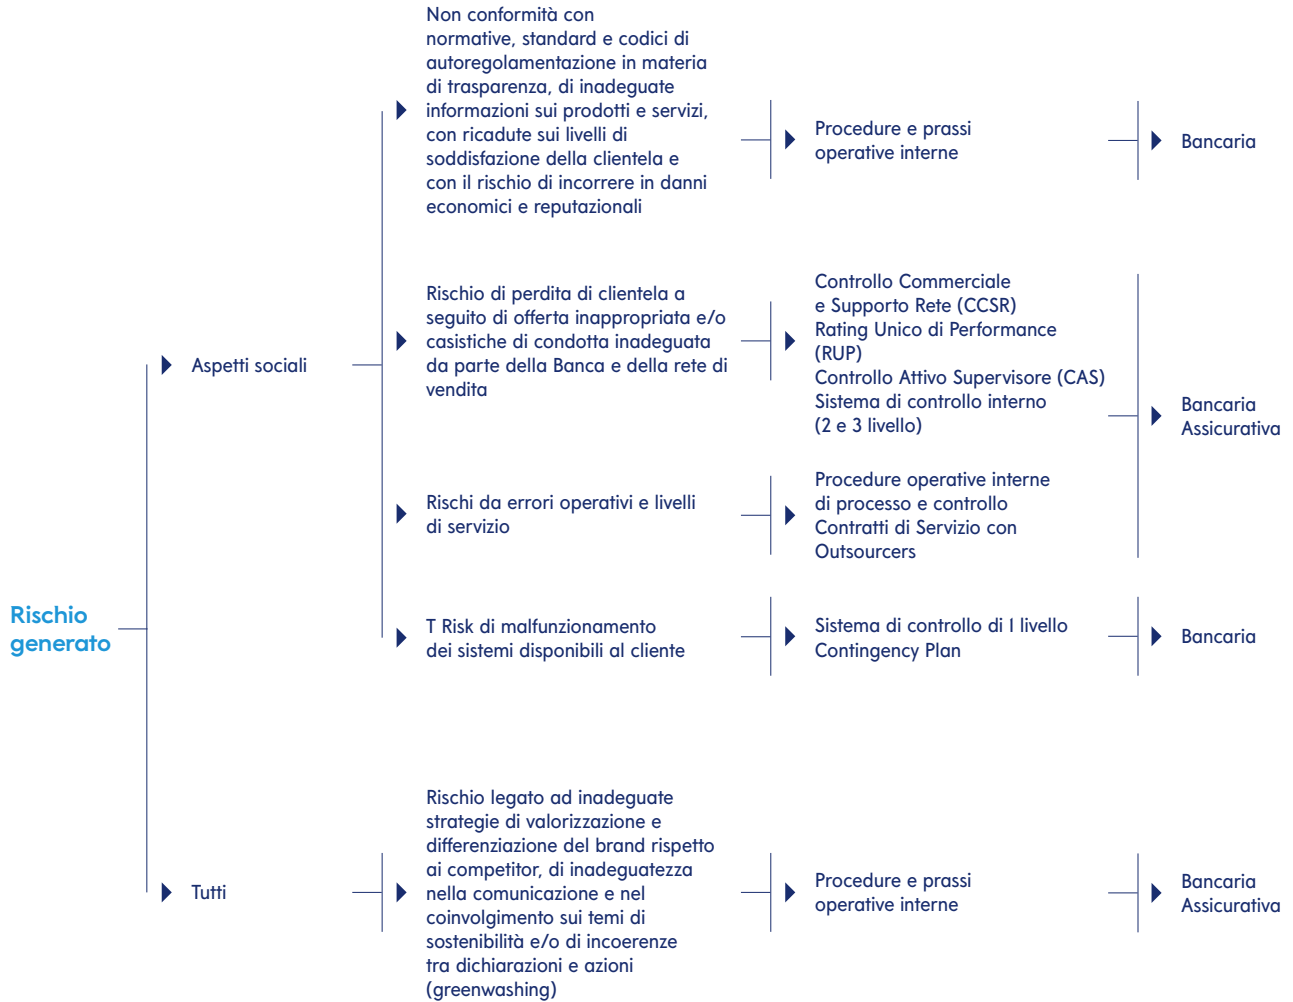 Rischio
generato
Aspetti sociali
Non conformità con
normative, standard e codici di
autoregolamentazione in materia
di trasparenza, di inadeguate
informazioni sui prodotti e servizi,
con ricadute sui livelli di
soddisfazione della clientela e
con il rischio di incorrere in danni
economici e reputazionali
Procedure e prassi
operative interne
Bancaria
Rischio di perdita di clientela a
seguito di offerta inappropriata e/o
casistiche di condotta inadeguata
da parte della Banca e della rete di
vendita
Controllo Commerciale
e Supporto Rete (CCSR)
Rating Unico di Performance
(RUP)
Controllo Attivo Supervisore (CAS)
Sistema di controllo interno
(2 e 3 livello)
Bancaria
Assicurativa
Rischi da errori operativi e livelli
di servizio
Procedure operative interne
di processo e controllo
Contratti di Servizio con
Outsourcers
T Risk di malfunzionamento
dei sistemi disponibili al cliente
Sistema di controllo di I livello
Contingency Plan
Bancaria
Tutti
Rischio legato ad inadeguate
strategie di valorizzazione e
differenziazione del brand rispetto
ai competitor, di inadeguatezza
nella comunicazione e nel
coinvolgimento sui temi di
sostenibilità e/o di incoerenze
tra dichiarazioni e azioni
(greenwashing)
Procedure e prassi
operative interne
Bancaria
Assicurativa